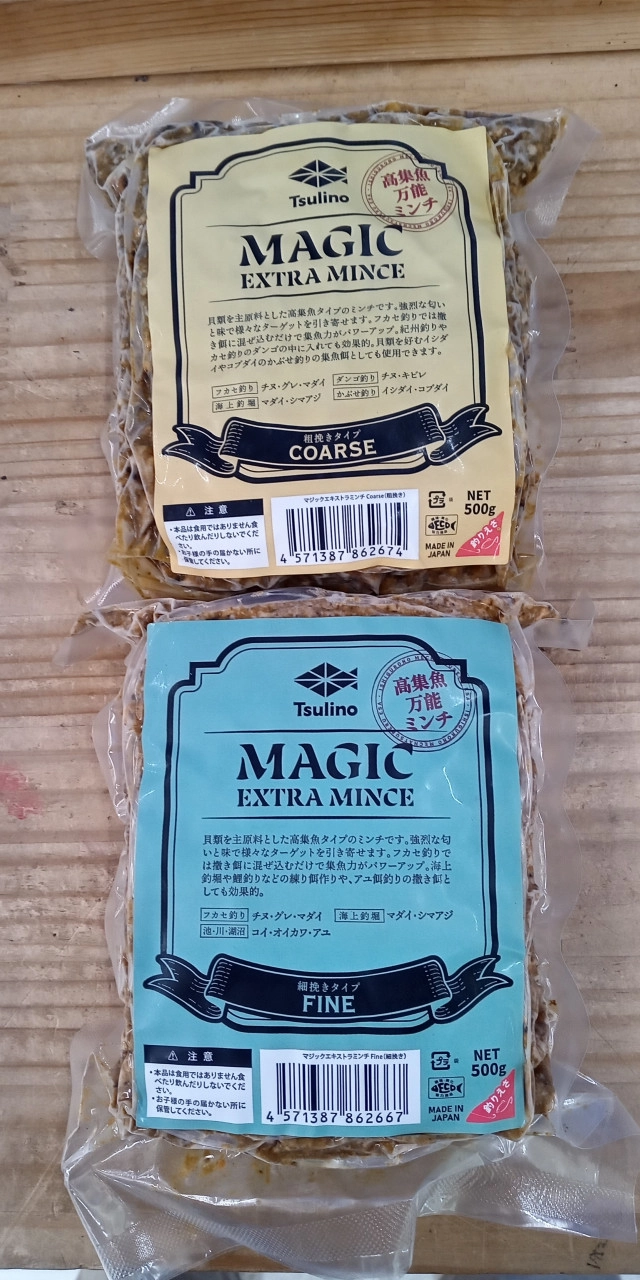 Tsulino
高集魚
万能
ミンチ
MAGIC
EXTRA MINCE
貝類を主原料とした高集魚タイプのミンチです。強烈な匂い
と味で様々なターゲットを引き寄せます。フカセ釣りでは撒
き餌に混ぜ込むだけで集魚力がパワーアップ。紀州釣りや
カセ釣りのダンゴの中に入れても効果的。貝類を好むイシダ
イやコブダイのかぶせ釣りの集魚餌としても使用できます。
フカセ釣り チヌ・グレ・マダイ ダンゴ釣り チヌ・キビレ
海上釣堀 マダイ・シマアジ かぶせ釣り イシダイ・コブダイ
粗挽きタイプ
COARSE
注意
・本品は食用ではありません食
べたり飲んだりしないでくださ
い。
・お子様の手の届かない所に
保管してください。
マジックエキストラミンチ Coarse(粗挽き)
4 571387 862674
プラ
NET
500g
MADE IN
JAPAN
釣りえさ
Tsulino
高集魚
万能
ミンチ
MAGIC
EXTRA MINCE
貝類を主原料とした高集魚タイプのミンチです。強烈な匂
いと味で様々なターゲットを引き寄せます。フカセ釣りで
は撒き餌に混ぜ込むだけで集魚力がパワーアップ。海上
釣堀や鯉釣りなどの練り餌作りや、アユ餌釣りの撒き餌と
しても効果的。
フカセ釣り チヌ・グレ・マダイ 海上釣堀 マダイ・シマアジ
池・川・湖沼 コイ・オイカワ・アユ
細挽きタイプ
FINE
注意
・本品は食用ではありません食
べたり飲んだりしないでくだ
さい。
・お子様の手の届かない所に
保管してください。
マジックエキストラミンチ Fine(細挽き)
4 571387 862667
プラ
NET
500g
MADE IN
JAPAN
釣りえさ